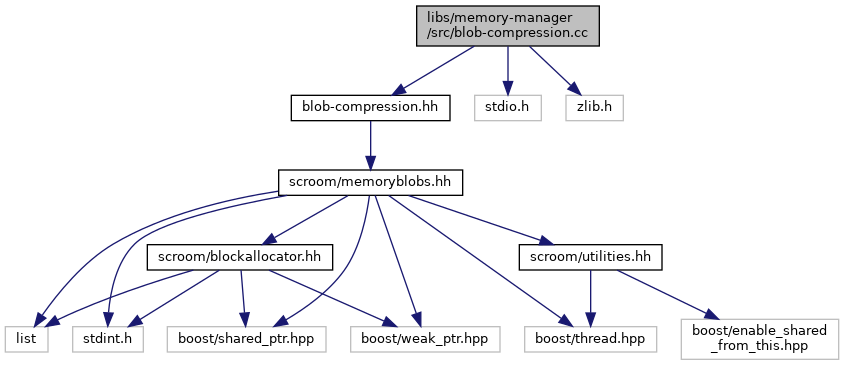 libs/memory-manager
/src/blob-compression.cc
blob-compression.hh
stdio.h
zlib.h
scroom/memoryblobs.hh
scroom/blockallocator.hh
scroom/utilities.hh
list
stdint.h
boost/shared_ptr.hpp
boost/weak_ptr.hpp
boost/thread.hpp
boost/enable_shared
_from_this.hpp